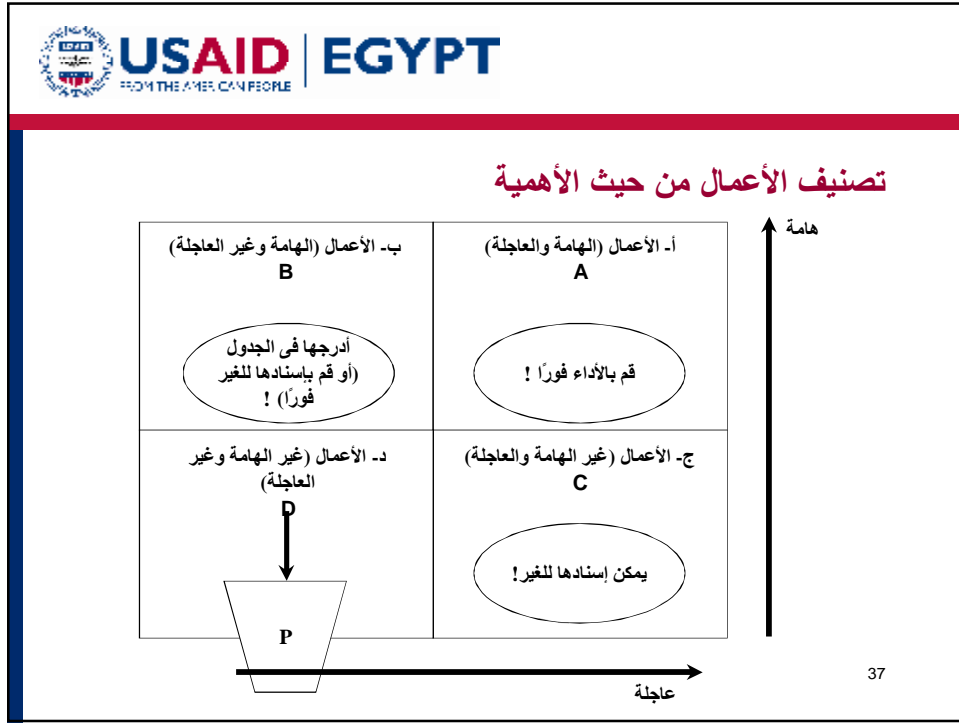 USAID | EGYPT
FROM THE AMERICAN PEOPLE
تصنيف الأعمال من حيث الأهمية
هامة
أ- الأعمال (الهامة والعاجلة)
A
قم بالأداء فورًا !
ب- الأعمال (الهامة وغير العاجلة)
B
أدرجها فى الجدول
(أو قم بإسنادها للغير
فورًا) !
ج- الأعمال (غير الهامة والعاجلة)
C
يمكن إسنادها للغير!
د- الأعمال (غير الهامة وغير
العاجلة)
D
P
عاجلة
37